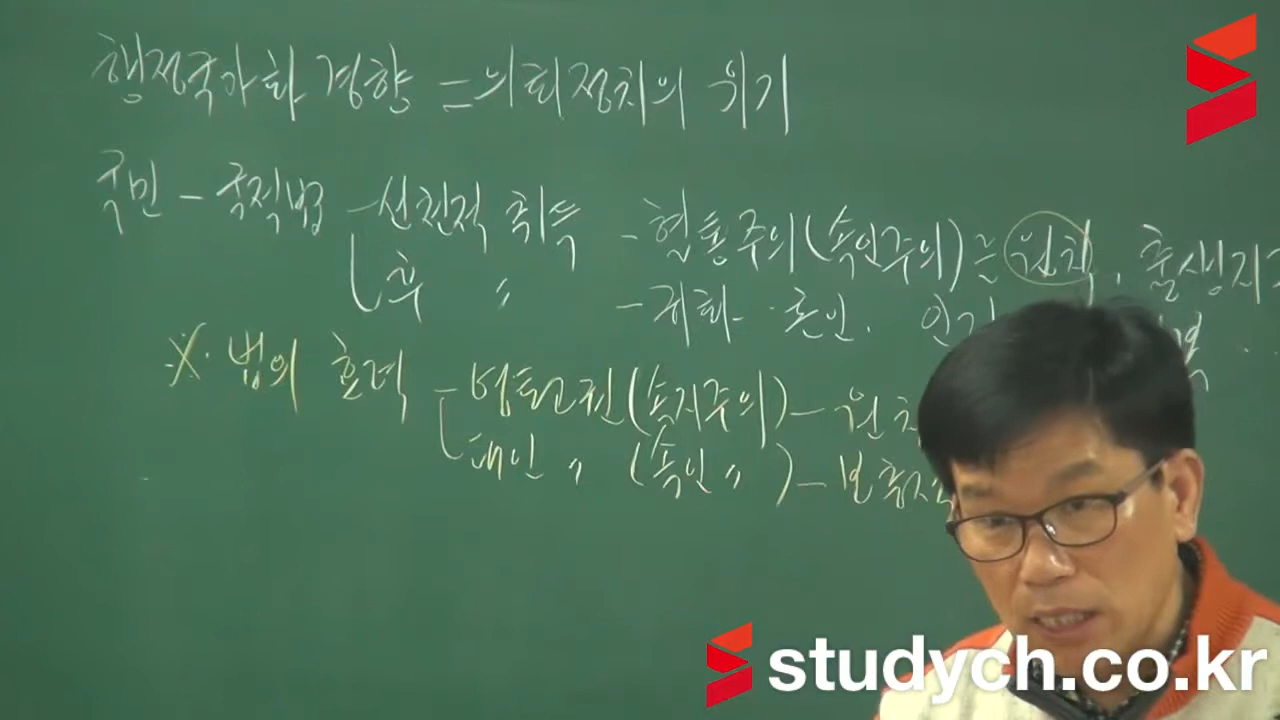 행정국가화 경향 = 의회정치의 위기
국민 - 국적법 - 선천적 취득 - 혈통주의(속인주의)는 원칙, 출생지
후 〃 - 귀화 · 혼인 · 인지
※. 법의 효력 - 영토고권(속지주의) - 원칙
대인 〃 (속인 〃) - 보충적
studych.co.kr